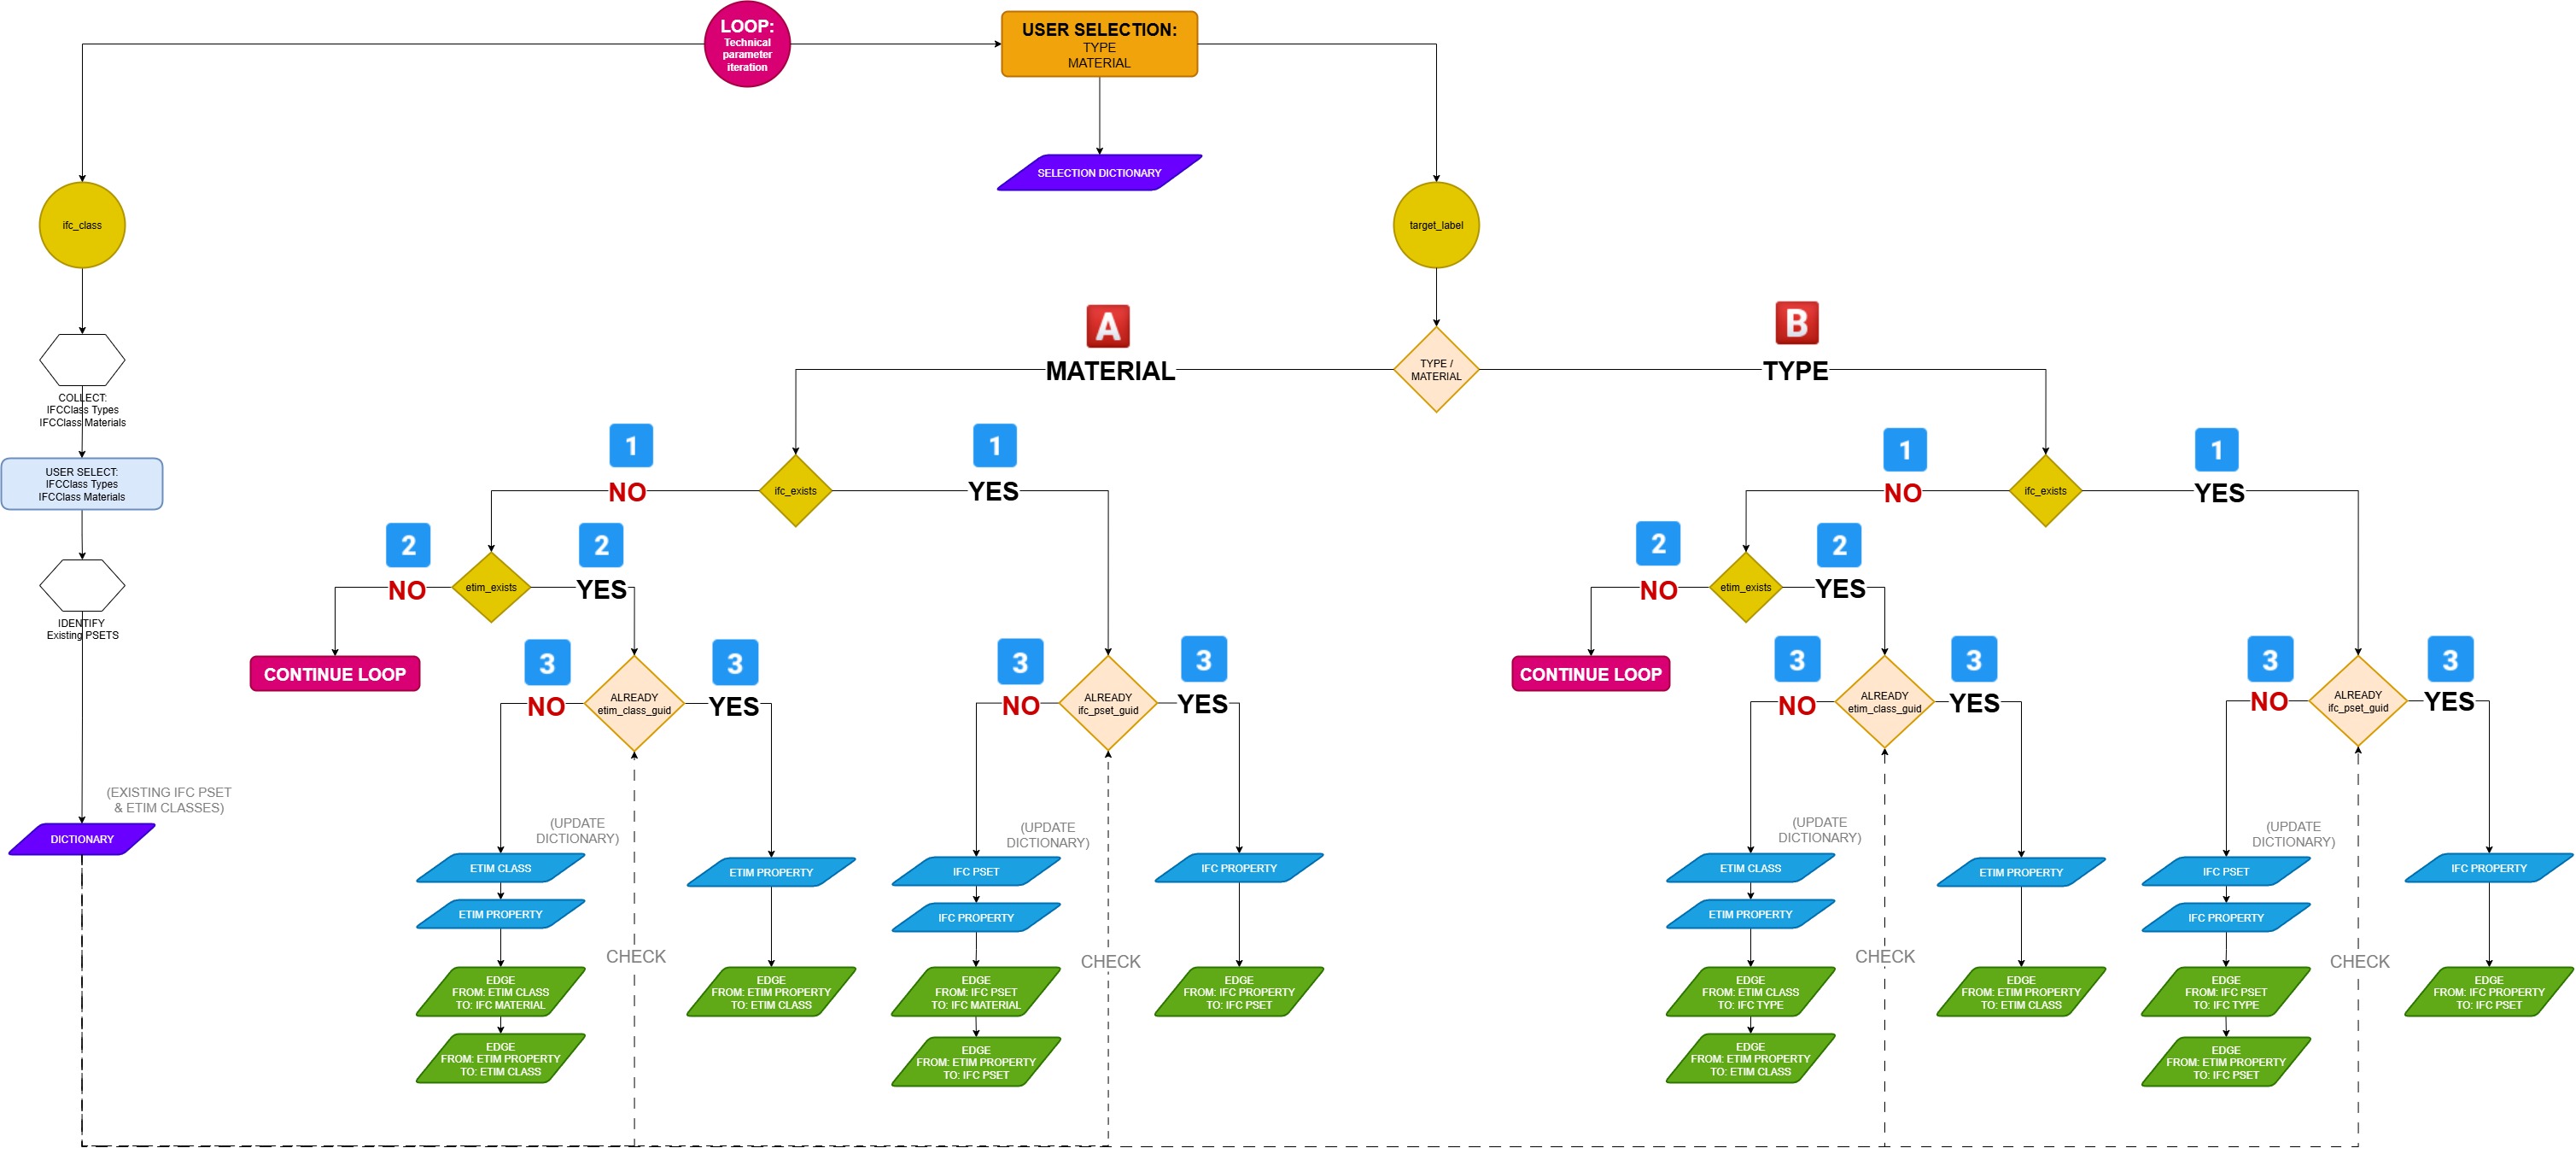 LOOP:
Technical
parameter
iteration
USER SELECTION:
TYPE
MATERIAL
SELECTION DICTIONARY
ifc_class
target_label
COLLECT:
IFCClass Types
IFCClass Materials
USER SELECT:
IFCClass Types
IFCClass Materials
IDENTIFY
Existing PSETS
(EXISTING IFC PSET
& ETIM CLASSES)
DICTIONARY
TYPE /
MATERIAL
A
MATERIAL
B
TYPE
1
NO
ifc_exists
1
YES
2
NO
etim_exists
2
YES
CONTINUE LOOP
3
NO
ALREADY
etim_class_guid
3
YES
3
NO
ALREADY
ifc_pset_guid
3
YES
(UPDATE
DICTIONARY)
ETIM CLASS
ETIM PROPERTY
EDGE
FROM: ETIM CLASS
TO: IFC MATERIAL
EDGE
FROM: ETIM PROPERTY
TO: ETIM CLASS
CHECK
ETIM PROPERTY
EDGE
FROM: ETIM PROPERTY
TO: ETIM CLASS
(UPDATE
DICTIONARY)
IFC PSET
IFC PROPERTY
EDGE
FROM: IFC PSET
TO: IFC MATERIAL
EDGE
FROM: ETIM PROPERTY
TO: IFC PSET
CHECK
IFC PROPERTY
EDGE
FROM: IFC PROPERTY
TO: IFC PSET
1
NO
ifc_exists
1
YES
2
NO
etim_exists
2
YES
CONTINUE LOOP
3
NO
ALREADY
etim_class_guid
3
YES
3
NO
ALREADY
ifc_pset_guid
3
YES
(UPDATE
DICTIONARY)
ETIM CLASS
ETIM PROPERTY
EDGE
FROM: ETIM CLASS
TO: IFC TYPE
EDGE
FROM: ETIM PROPERTY
TO: ETIM CLASS
CHECK
ETIM PROPERTY
EDGE
FROM: ETIM PROPERTY
TO: ETIM CLASS
(UPDATE
DICTIONARY)
IFC PSET
IFC PROPERTY
EDGE
FROM: IFC PSET
TO: IFC TYPE
EDGE
FROM: ETIM PROPERTY
TO: IFC PSET
CHECK
IFC PROPERTY
EDGE
FROM: IFC PROPERTY
TO: IFC PSET